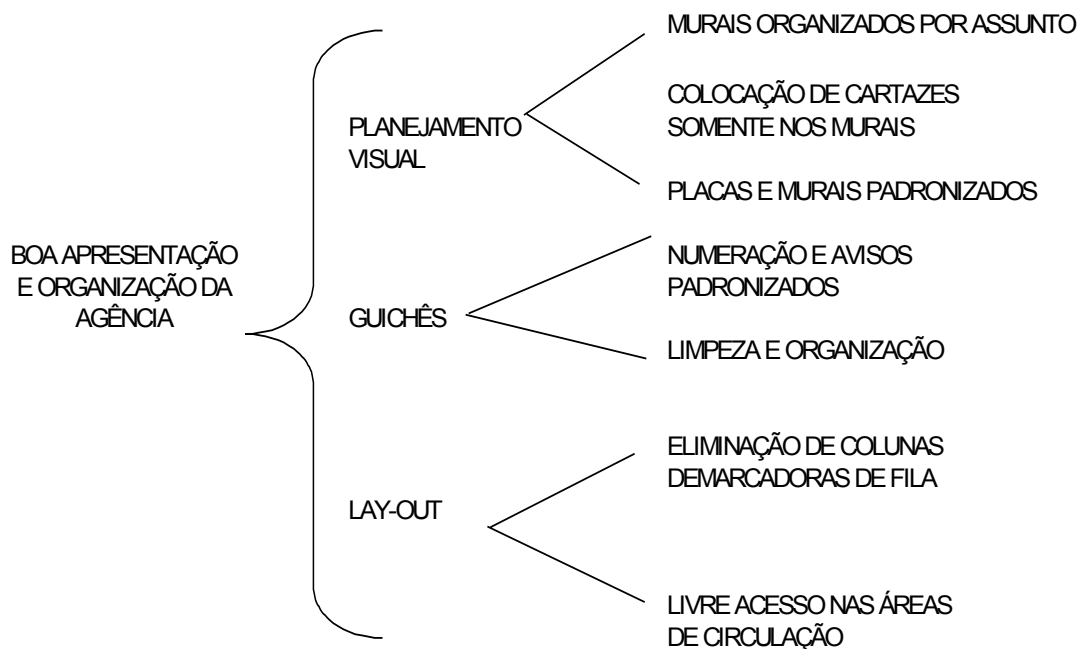 BOA APRESENTAÇÃO
E ORGANIZAÇÃO DA
AGÊNCIA
PLANEJAMENTO
VISUAL
MURAIS ORGANIZADOS POR ASSUNTO
COLOCAÇÃO DE CARTAZES
SOMENTE NOS MURAIS
PLACAS E MURAIS PADRONIZADOS
GUICHÊS
NUMERAÇÃO E AVISOS
PADRONIZADOS
LIMPEZA E ORGANIZAÇÃO
LAY-OUT
ELIMINAÇÃO DE COLUNAS
DEMARCADORAS DE FILA
LIVRE ACESSO NAS ÁREAS
DE CIRCULAÇÃO